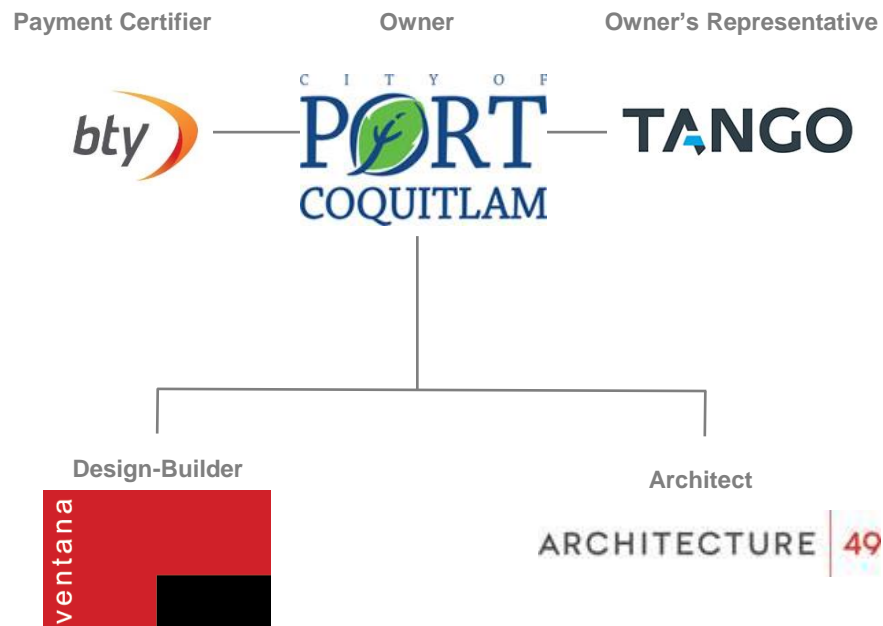 Payment Certifier
Owner
Owner's Representative
bty
CITY OF
PORT
COQUITLAM
TANGO
Design-Builder
ventana
Architect
ARCHITECTURE 49